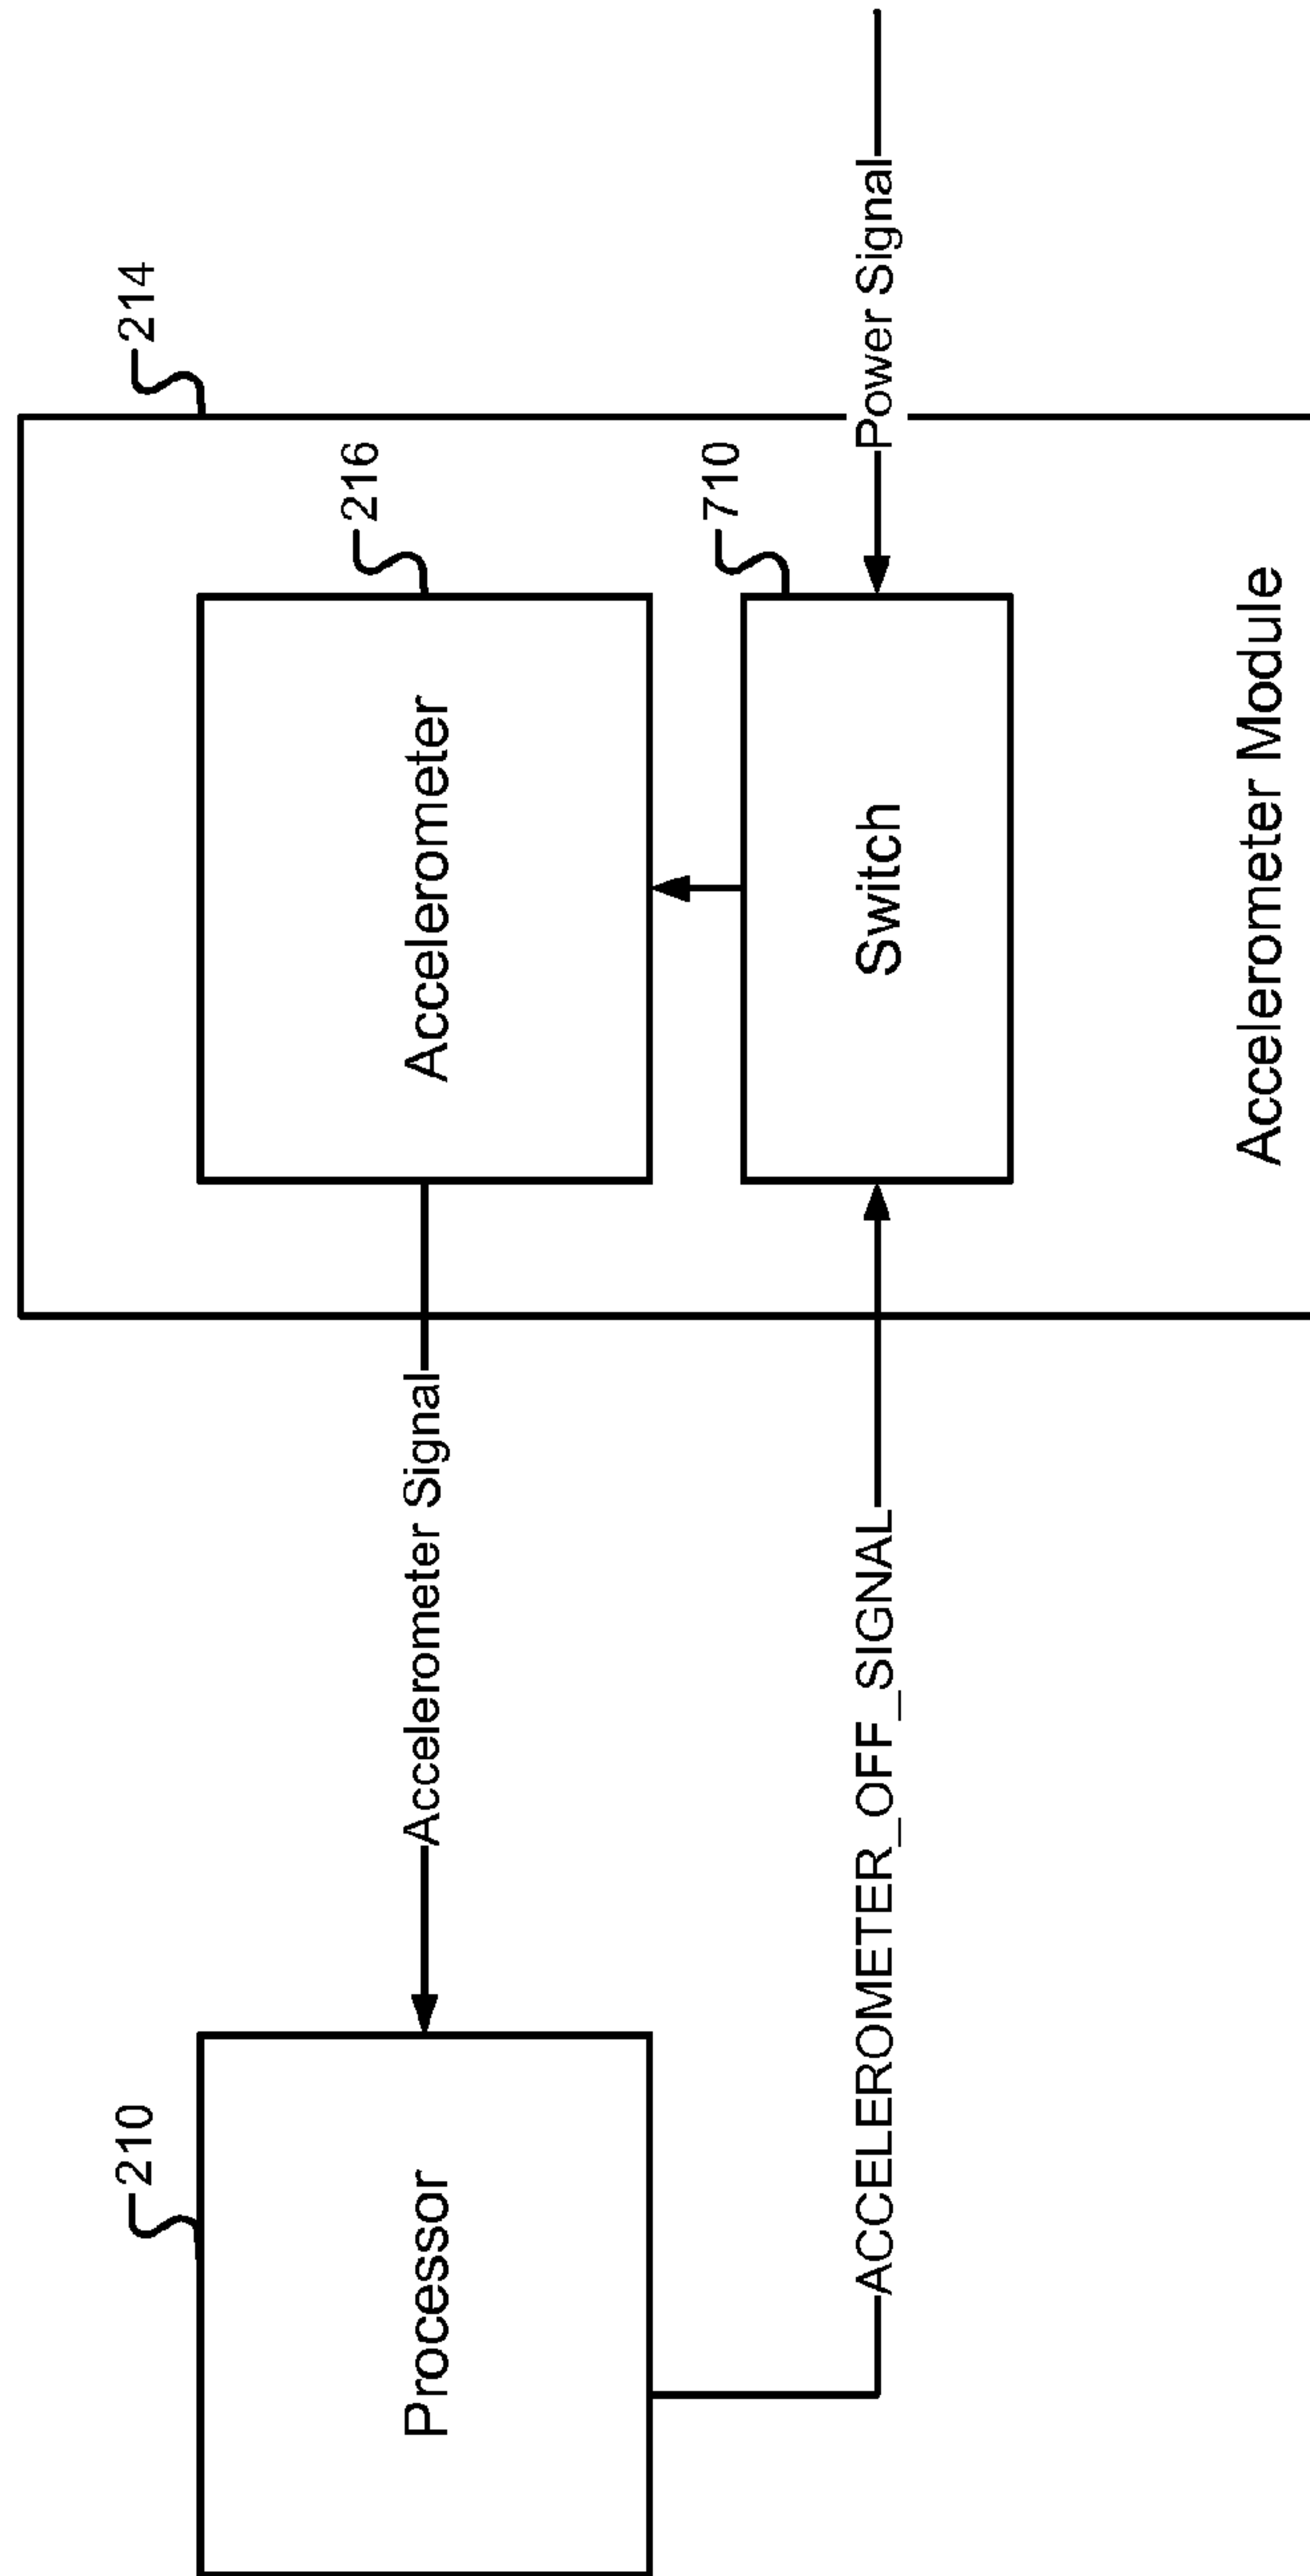 210
Processor
Accelerometer Signal
ACCELEROMETER_OFF_SIGNAL
214
216
Accelerometer
710
Switch
Power Signal
Accelerometer Module